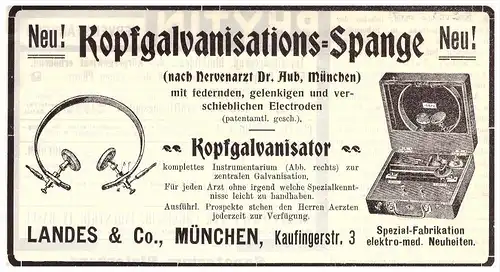 Neu! Kopfgalvanisations=Spange Neu!
(nach Nervenarzt Dr. Hub, München)
mit federnden, gelenkigen und ver-
schieblichen Electroden
(patentamtl. gesch.).
Kopfgalvanisator
komplettes Instrumentarium (Abb. rechts) zur
zentralen Galvanisation,
Für jeden Arzt ohne irgend welche Spezialkennt-
nisse leicht zu handhaben.
Ausführl. Prospekte stehen den Herren Aerzten
jederzeit zur Verfügung.
LANDES & Co., MÜNCHEN, Kaufingerstr. 3
Spezial-Fabrikation
elektro-med. Neuheiten.